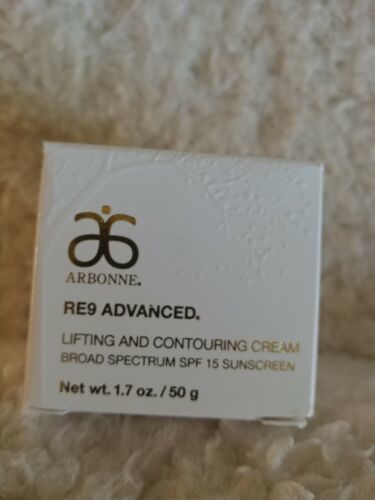 ARBONNE.
RE9 ADVANCED.
LIFTING AND CONTOURING CREAM
BROAD SPECTRUM SPF 15 SUNSCREEN
Net wt. 1.7 oz. / 50 g